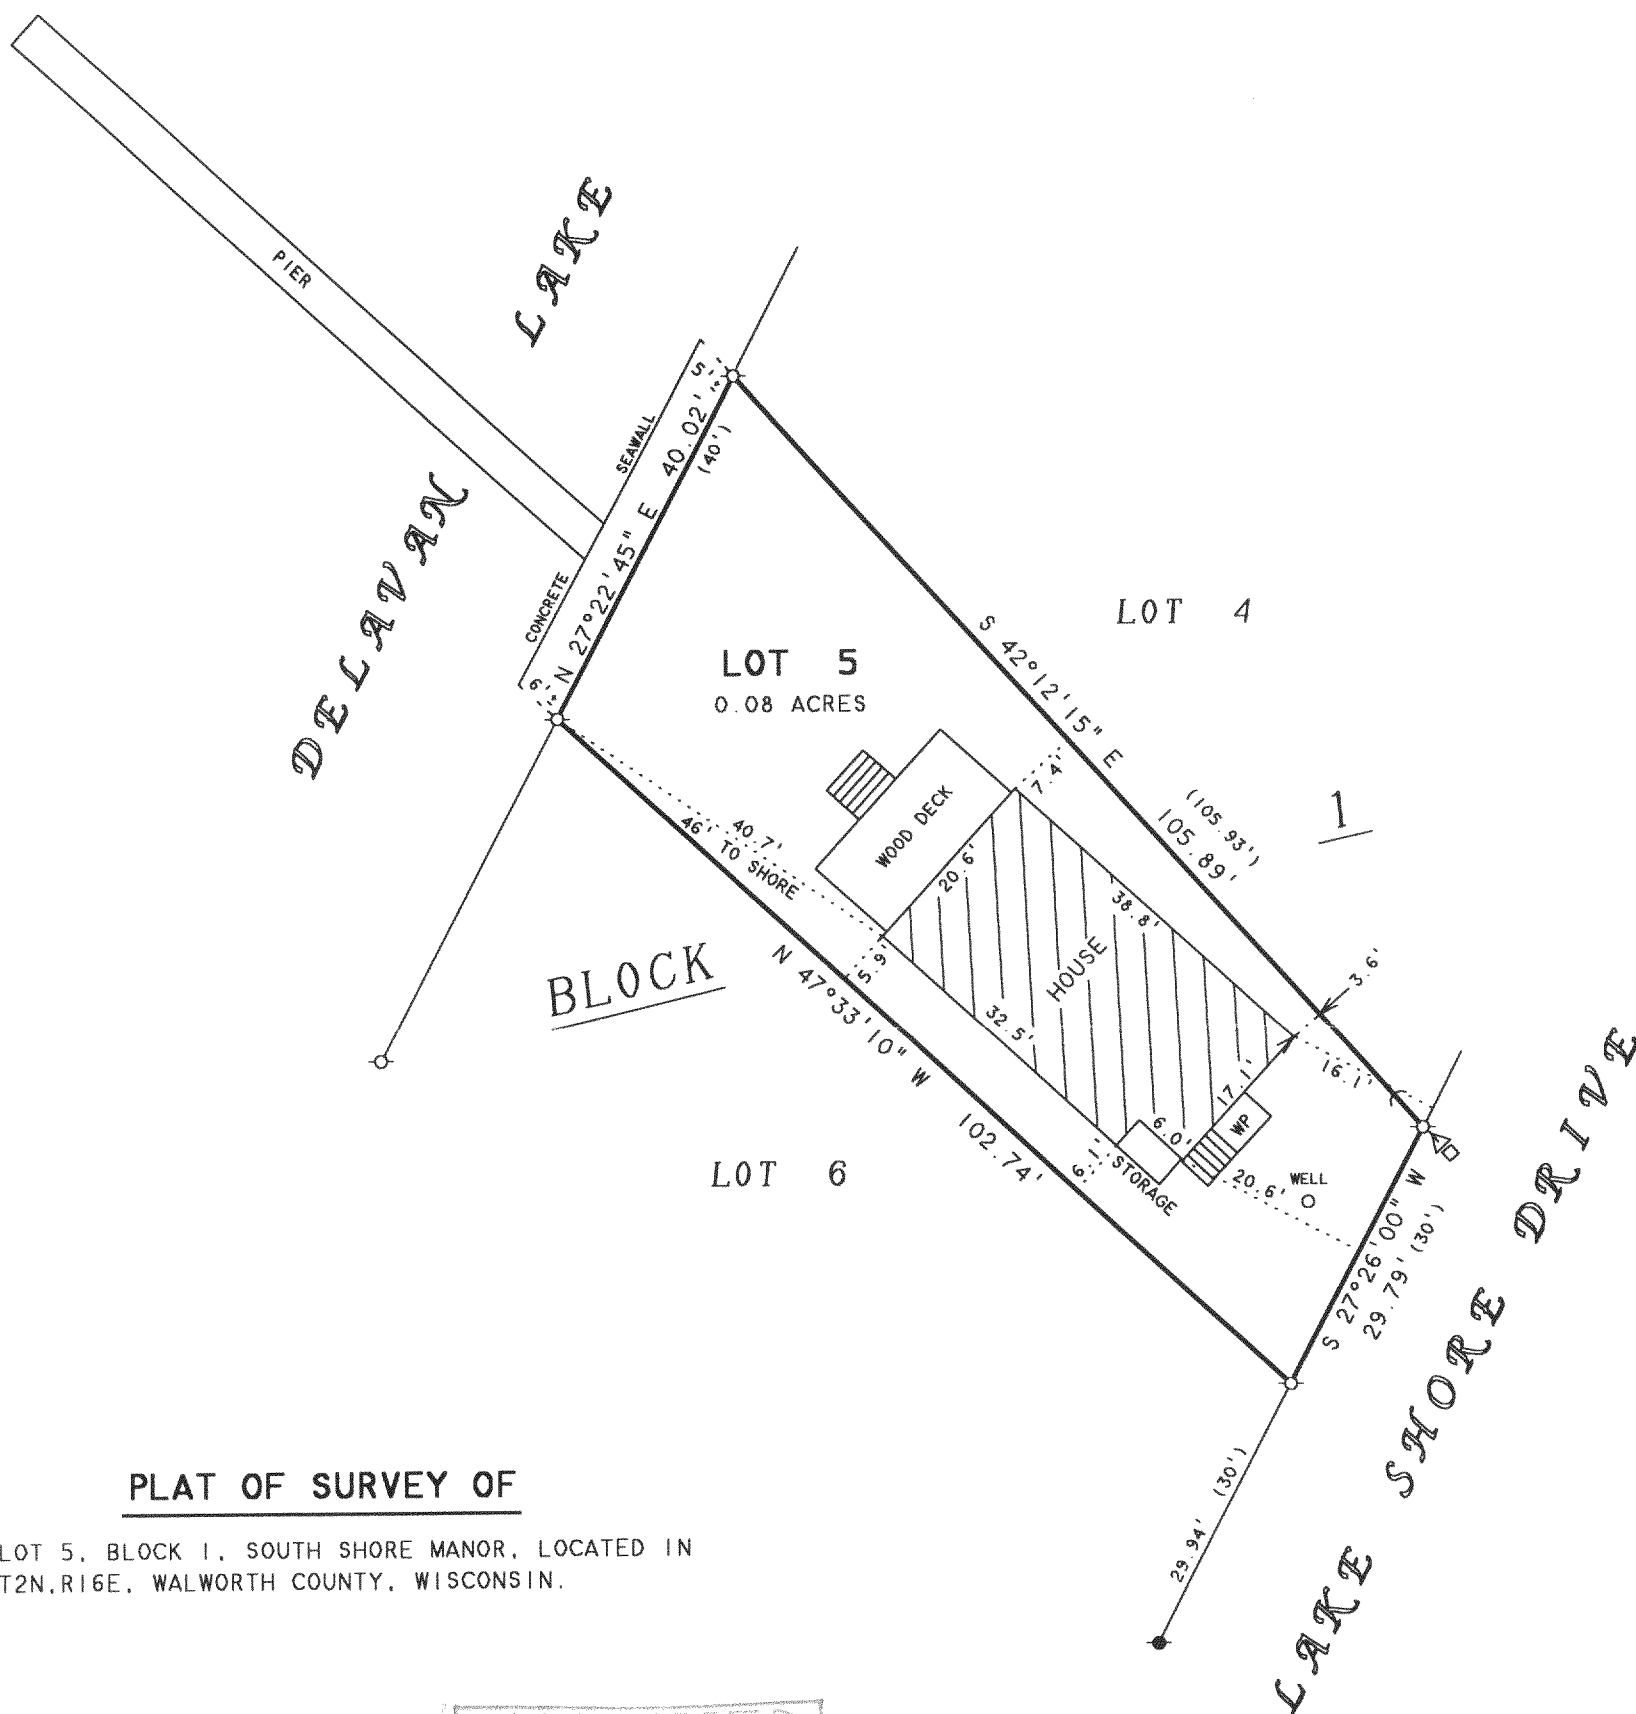 PIER
LAKE
DELAVAN
5'±
SEAWALL
CONCRETE
6'±
N 27°22'45" E 40.02'
(40')
LOT 4
S 42°12'15" E
(105.93')
105.89'
LOT 5
0.08 ACRES
1
WOOD DECK
7.4'
20.6'
40.7'
46'
TO SHORE
38.8'
HOUSE
5.9'
32.5'
3.6'
BLOCK
N 47°33'10" W 102.74'
16.1'
17.1'
WP
6.0'
6.1'
STORAGE
20.6'
WELL
LOT 6
S 27°26'00" W
29.79' (30')
LAKE SHORE DRIVE
29.94' (30')
PLAT OF SURVEY OF
LOT 5, BLOCK 1, SOUTH SHORE MANOR, LOCATED IN
T2N,R16E, WALWORTH COUNTY, WISCONSIN.